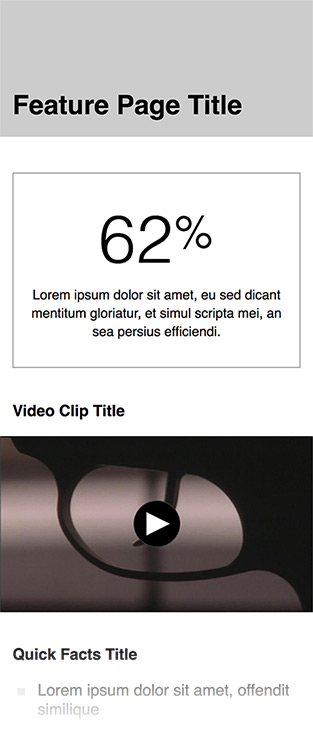 Feature Page Title
62%
Lorem ipsum dolor sit amet, eu sed dicant
mentitum gloriatur, et simul scripta mei, an
sea persius efficiendi.
Video Clip Title
Quick Facts Title
Lorem ipsum dolor sit amet, offendit
similique